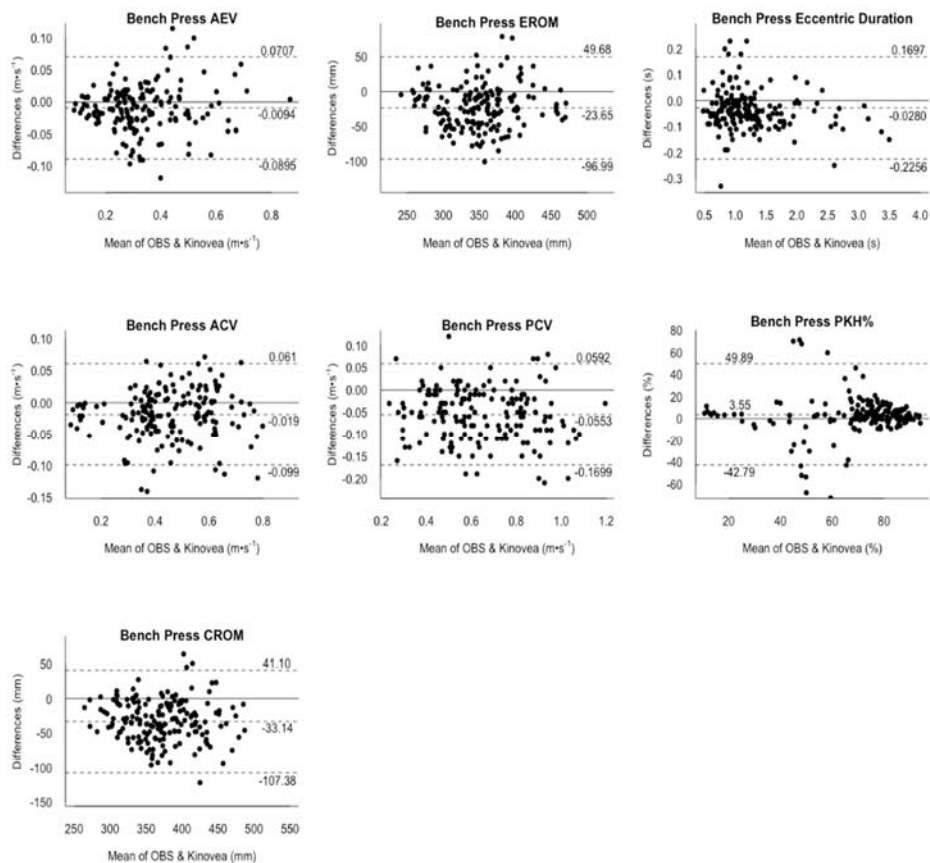 Bench Press AEV
Differences (m•s⁻¹)
0.10
0.05
0.00
-0.05
-0.10
0.0707
-0.0094
-0.0895
0.2 0.4 0.6 0.8
Mean of OBS & Kinovea (m•s⁻¹)
Bench Press EROM
Differences (mm)
50
0
-50
-100
49.68
-23.65
-96.99
250 300 350 400 450 500
Mean of OBS & Kinovea (mm)
Bench Press Eccentric Duration
Differences (s)
0.2
0.1
0.0
-0.1
-0.2
-0.3
0.1697
-0.0280
-0.2256
0.5 1.0 1.5 2.0 2.5 3.0 3.5 4.0
Mean of OBS & Kinovea (s)
Bench Press ACV
Differences (m•s⁻¹)
0.10
0.05
0.00
-0.05
-0.10
-0.15
0.061
-0.019
-0.099
0.2 0.4 0.6 0.8
Mean of OBS & Kinovea (m•s⁻¹)
Bench Press PCV
Differences (m•s⁻¹)
0.10
0.05
0.00
-0.05
-0.10
-0.15
-0.20
0.0592
-0.0553
-0.1699
0.2 0.4 0.6 0.8 1.0 1.2
Mean of OBS & Kinovea (m•s⁻¹)
Bench Press PKH%
Differences (%)
80
60
40
20
0
-20
-40
-60
49.89
3.55
-42.79
20 40 60 80
Mean of OBS & Kinovea (%)
Bench Press CROM
Differences (mm)
50
0
-50
-100
-150
41.10
-33.14
-107.38
250 300 350 400 450 500 550
Mean of OBS & Kinovea (mm)